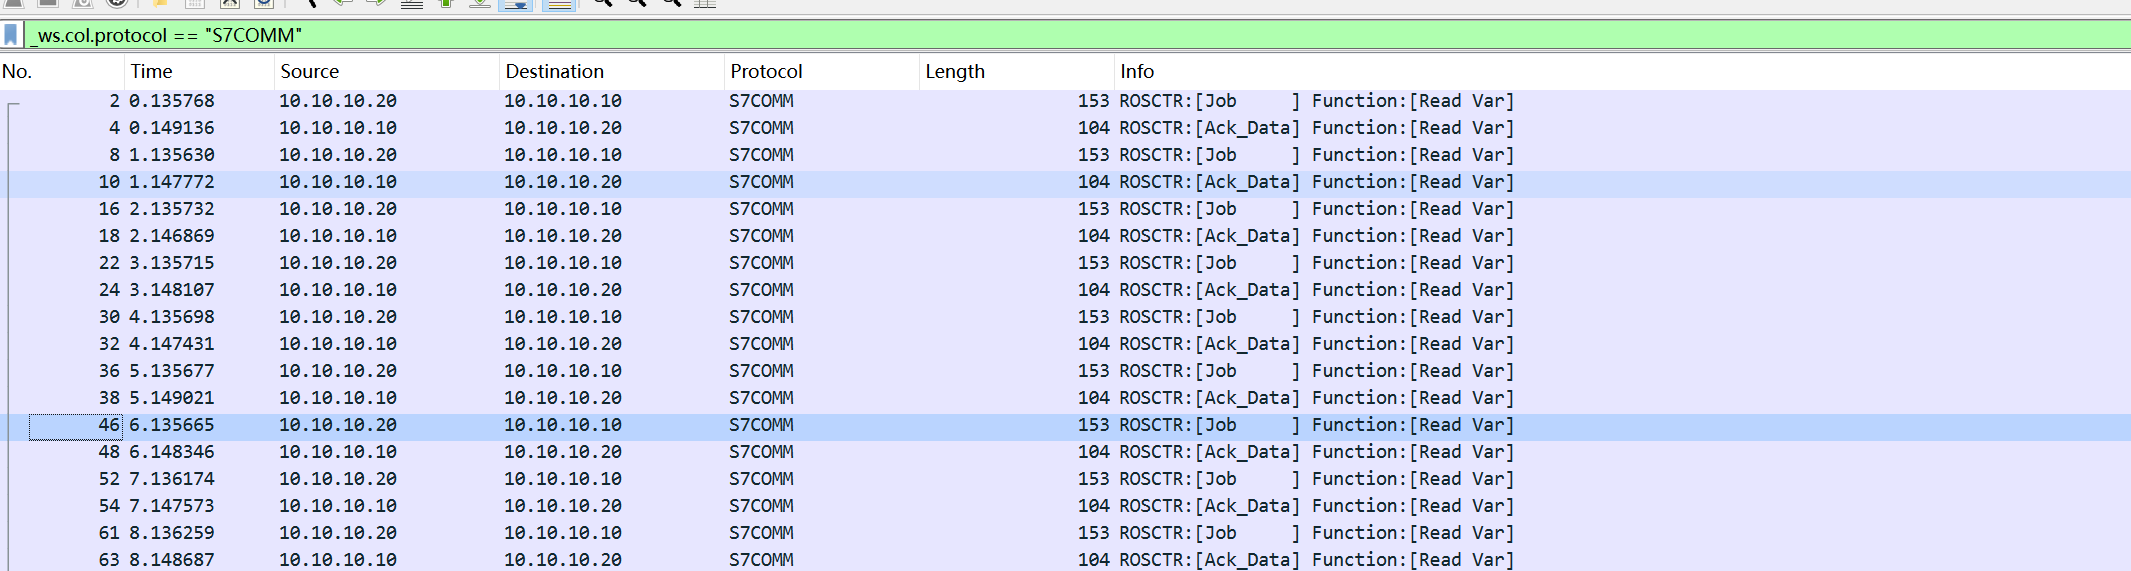 _ws.col.protocol == "S7COMM"
No. Time Source Destination Protocol Length Info
2 0.135768 10.10.10.20 10.10.10.10 S7COMM 153 ROSCTR:[Job     ] Function:[Read Var]
4 0.149136 10.10.10.10 10.10.10.20 S7COMM 104 ROSCTR:[Ack_Data] Function:[Read Var]
8 1.135630 10.10.10.20 10.10.10.10 S7COMM 153 ROSCTR:[Job     ] Function:[Read Var]
10 1.147772 10.10.10.10 10.10.10.20 S7COMM 104 ROSCTR:[Ack_Data] Function:[Read Var]
16 2.135732 10.10.10.20 10.10.10.10 S7COMM 153 ROSCTR:[Job     ] Function:[Read Var]
18 2.146869 10.10.10.10 10.10.10.20 S7COMM 104 ROSCTR:[Ack_Data] Function:[Read Var]
22 3.135715 10.10.10.20 10.10.10.10 S7COMM 153 ROSCTR:[Job     ] Function:[Read Var]
24 3.148107 10.10.10.10 10.10.10.20 S7COMM 104 ROSCTR:[Ack_Data] Function:[Read Var]
30 4.135698 10.10.10.20 10.10.10.10 S7COMM 153 ROSCTR:[Job     ] Function:[Read Var]
32 4.147431 10.10.10.10 10.10.10.20 S7COMM 104 ROSCTR:[Ack_Data] Function:[Read Var]
36 5.135677 10.10.10.20 10.10.10.10 S7COMM 153 ROSCTR:[Job     ] Function:[Read Var]
38 5.149021 10.10.10.10 10.10.10.20 S7COMM 104 ROSCTR:[Ack_Data] Function:[Read Var]
46 6.135665 10.10.10.20 10.10.10.10 S7COMM 153 ROSCTR:[Job     ] Function:[Read Var]
48 6.148346 10.10.10.10 10.10.10.20 S7COMM 104 ROSCTR:[Ack_Data] Function:[Read Var]
52 7.136174 10.10.10.20 10.10.10.10 S7COMM 153 ROSCTR:[Job     ] Function:[Read Var]
54 7.147573 10.10.10.10 10.10.10.20 S7COMM 104 ROSCTR:[Ack_Data] Function:[Read Var]
61 8.136259 10.10.10.20 10.10.10.10 S7COMM 153 ROSCTR:[Job     ] Function:[Read Var]
63 8.148687 10.10.10.10 10.10.10.20 S7COMM 104 ROSCTR:[Ack_Data] Function:[Read Var]